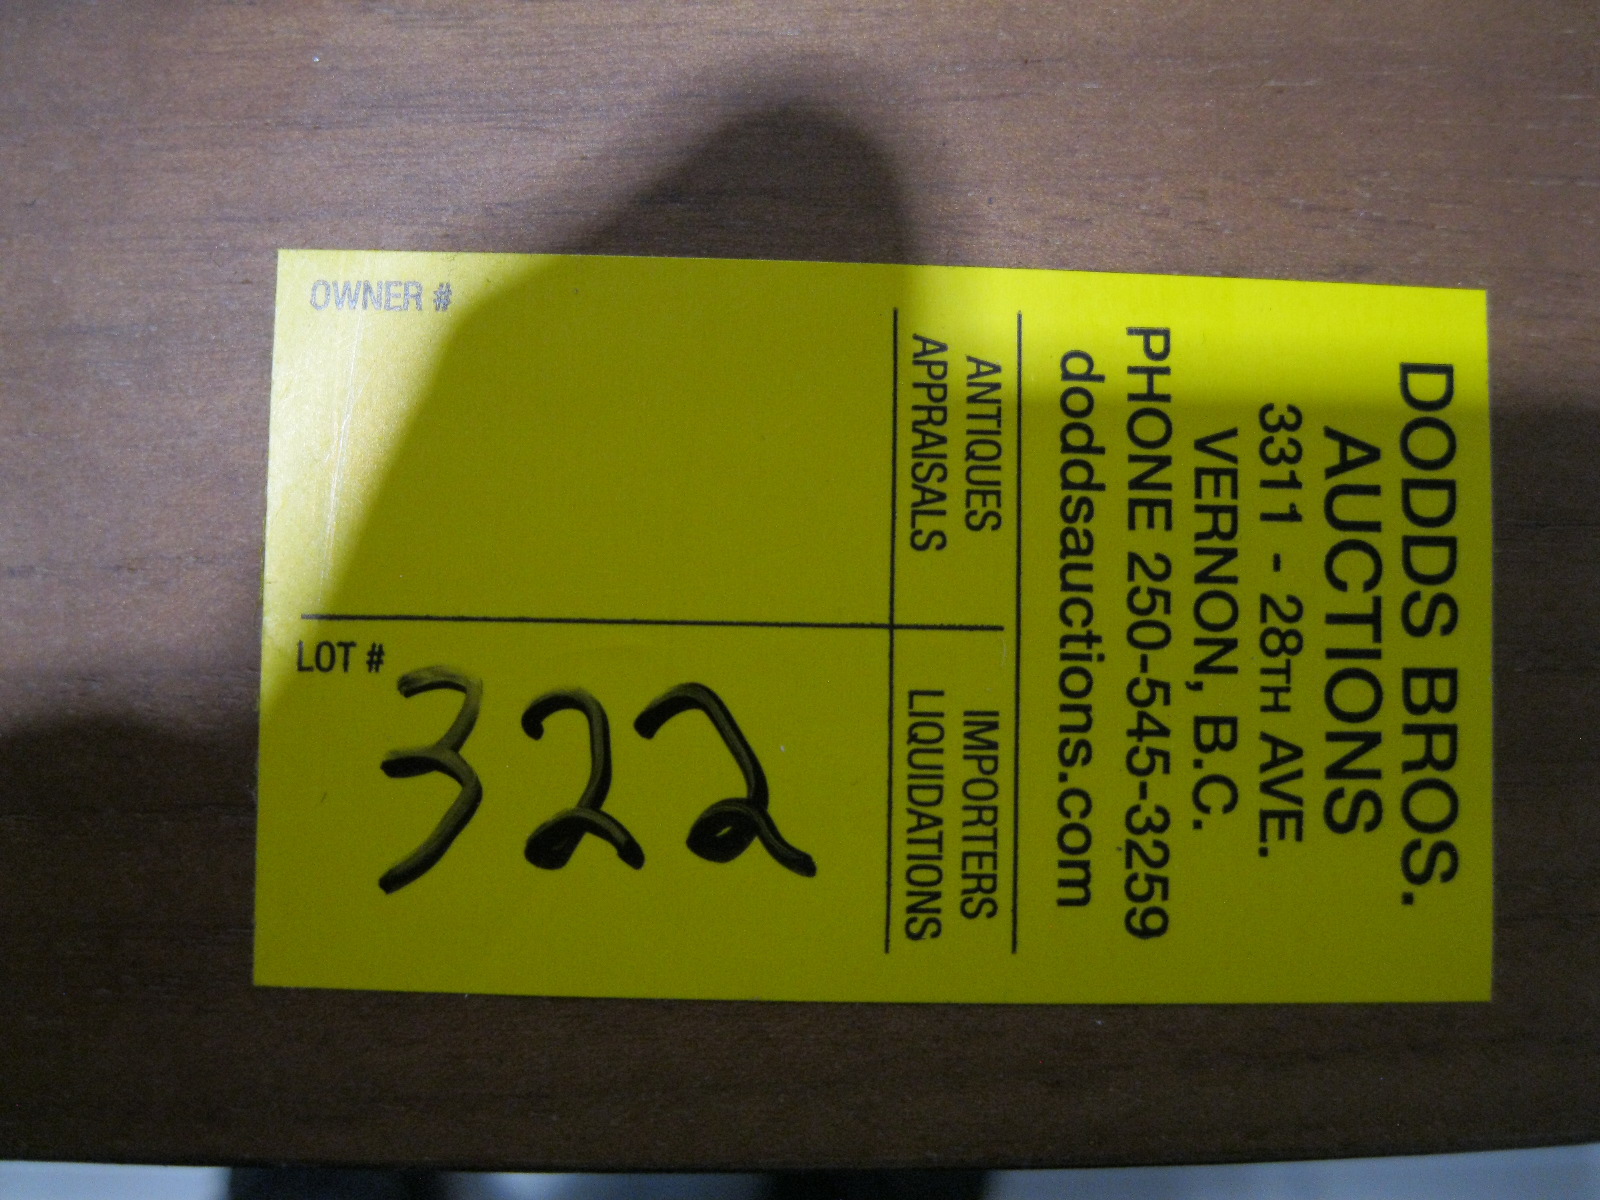 DODDS BROS.
AUCTIONS
3311 - 28TH AVE.
VERNON, B.C.
PHONE 250-545-3259
doddsauctions.com
ANTIQUES
APPRAISALS
IMPORTERS
LIQUIDATIONS
OWNER #
LOT #
322